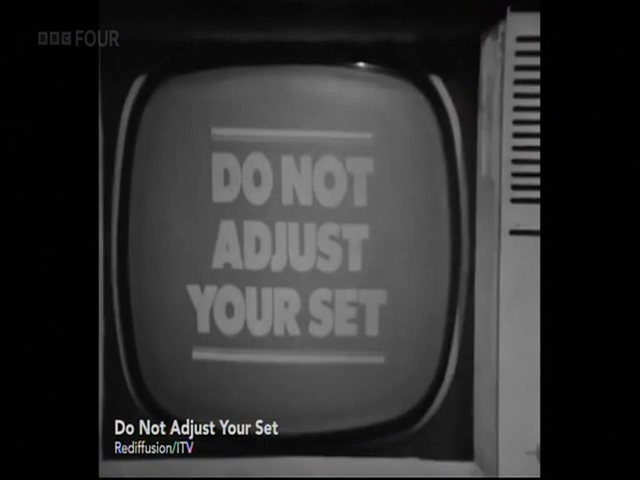 BBC FOUR
DO NOT
ADJUST
YOUR SET
Do Not Adjust Your Set
Rediffusion/ITV